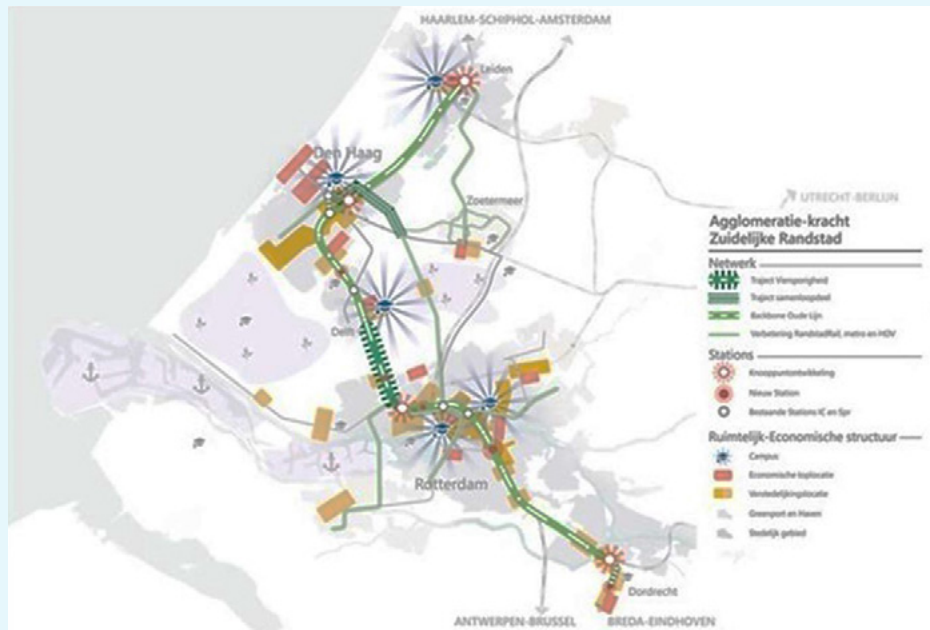 HAARLEM-SCHIPHOL-AMSTERDAM
Leiden
Den Haag
Zoetermeer
UTRECHT-BERLIJN
Delft
Rotterdam
Dordrecht
ANTWERPEN-BRUSSEL
BREDA-EINDHOVEN
Agglomeratie-kracht
Zuidelijke Randstad
Netwerk
Traject Viersporigheid
Traject samenloopdeel
Backbone Oude Lijn
Verbetering RandstadRail, metro en HOV
Stations
Knooppuntontwikkeling
Nieuw Station
Bestaande Stations IC en Spr
Ruimtelijk-Economische structuur
Campus
Economische toplocatie
Verstedelijkingslocatie
Greenport en Haven
Stedelijk gebied